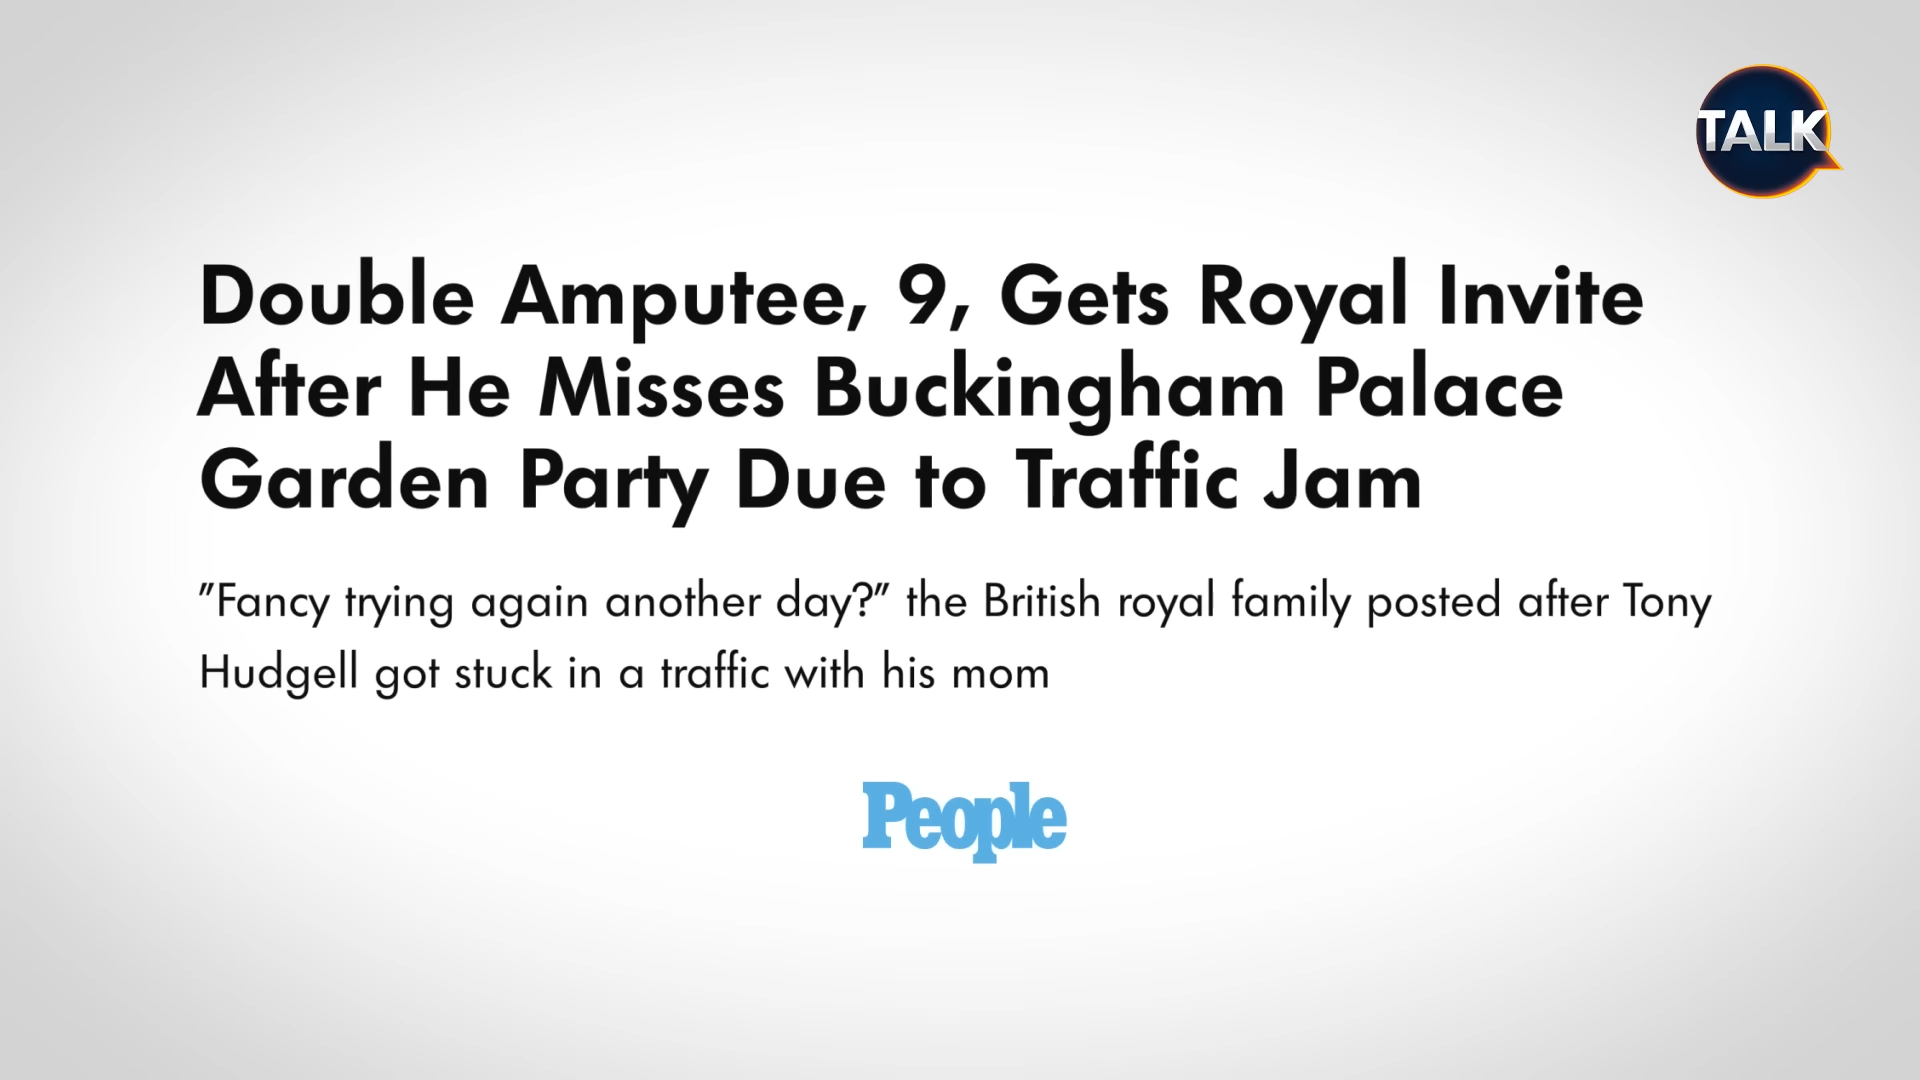 TALK
Double Amputee, 9, Gets Royal Invite
After He Misses Buckingham Palace
Garden Party Due to Traffic Jam
"Fancy trying again another day?" the British royal family posted after Tony
Hudgell got stuck in a traffic with his mom
People